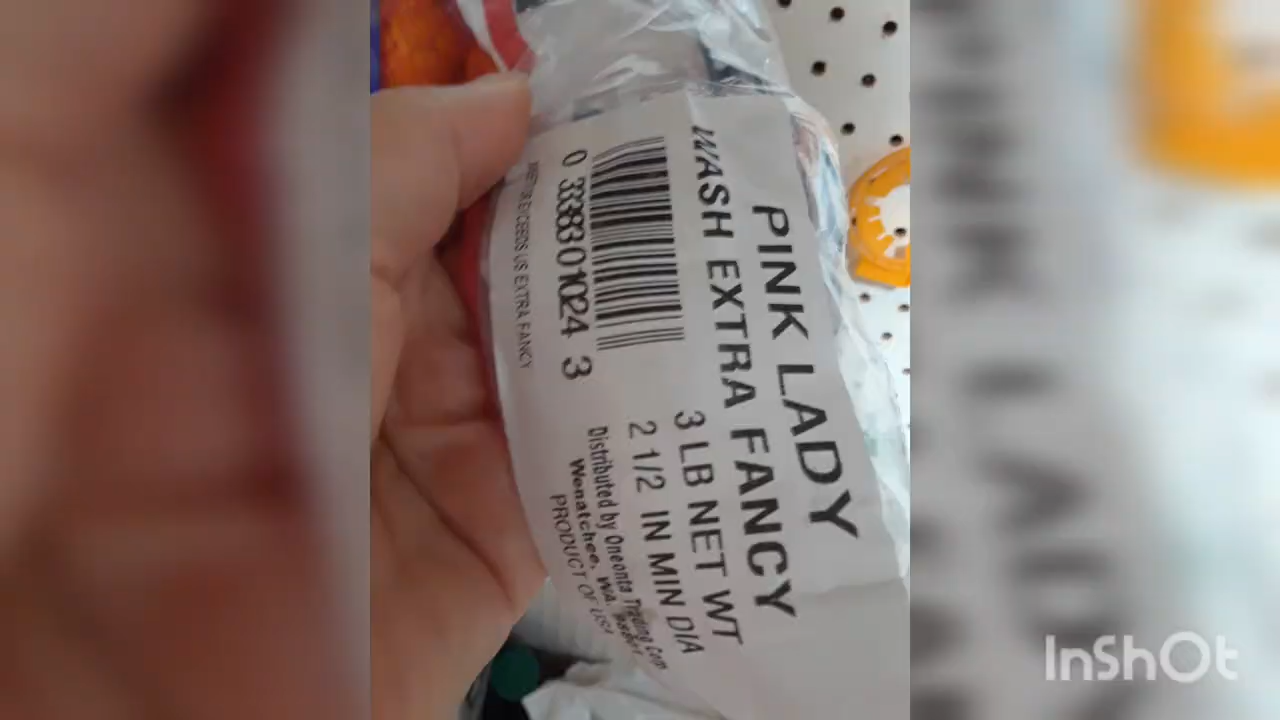 PINK LADY
WASH EXTRA FANCY
3 LB NET WT
2 1/2 IN MIN DIA
0 33383 01024 3
MEETS OR EXCEEDS US EXTRA FANCY
Distributed by Oneonta Trading Corp
Wenatchee, WA.
PRODUCT OF USA
InShOt